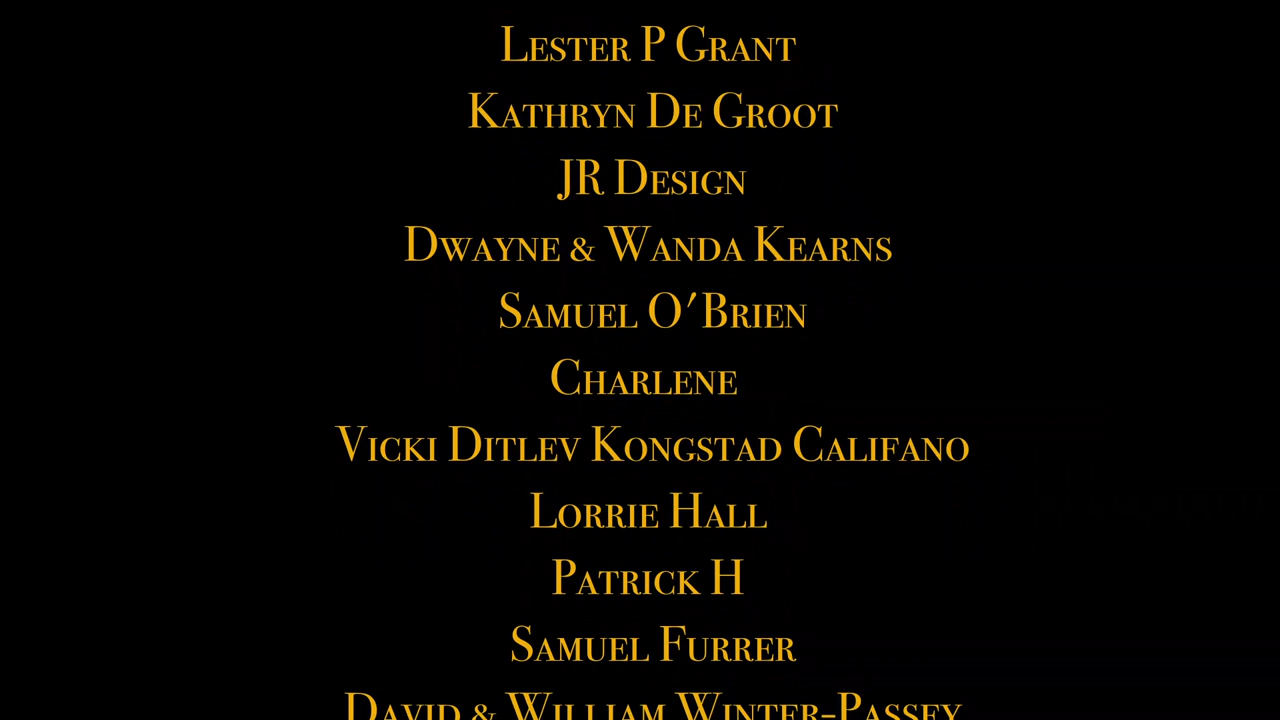 Lester P Grant
Kathryn De Groot
JR Design
Dwayne & Wanda Kearns
Samuel O'Brien
Charlene
Vicki Ditlev Kongstad Califano
Lorrie Hall
Patrick H
Samuel Furrer
David & William Winter-Passey